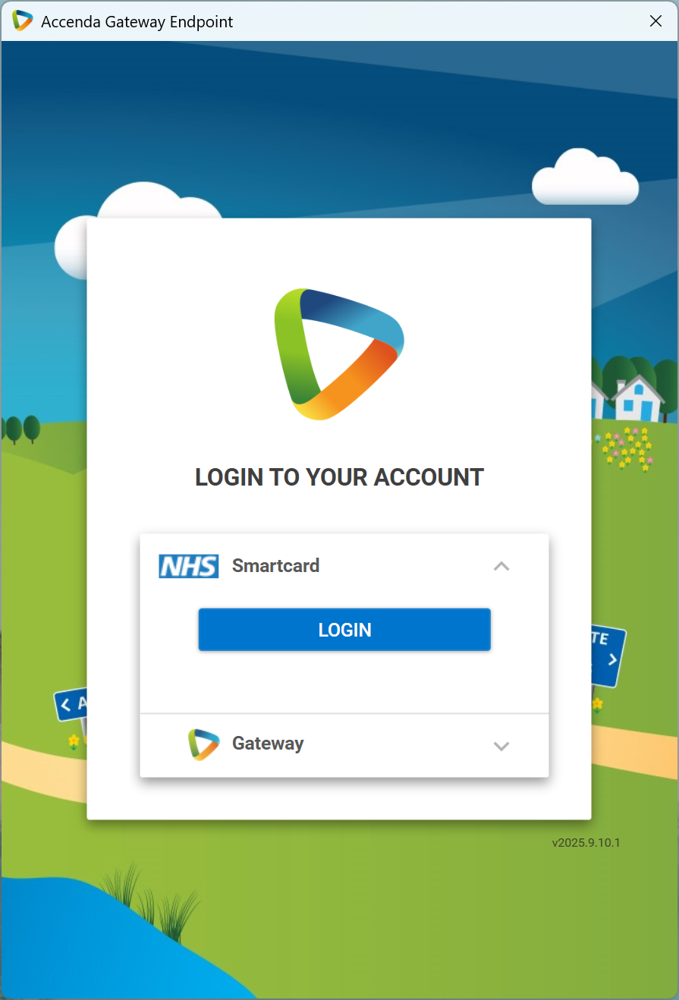 Accenda Gateway Endpoint
LOGIN TO YOUR ACCOUNT
NHS Smartcard
LOGIN
Gateway
v2025.9.10.1